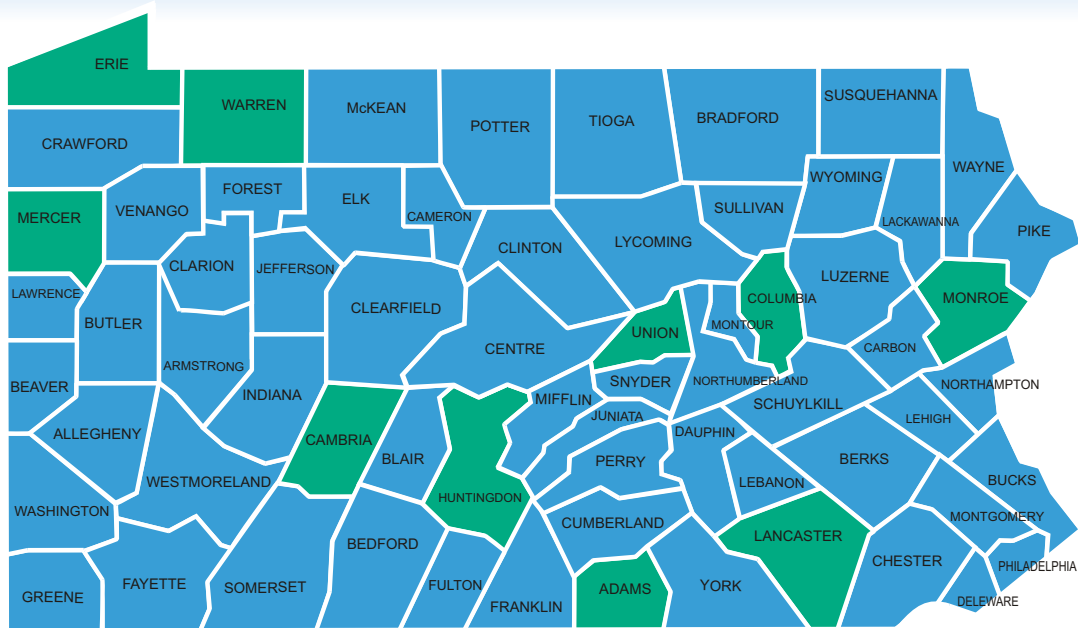 ERIE
WARREN
McKEAN
POTTER
TIOGA
BRADFORD
SUSQUEHANNA
CRAWFORD
WAYNE
WYOMING
FOREST
ELK
VENANGO
MERCER
CAMERON
SULLIVAN
LACKAWANNA
PIKE
LYCOMING
CLINTON
CLARION
JEFFERSON
LUZERNE
LAWRENCE
COLUMBIA
MONROE
CLEARFIELD
BUTLER
MONTOUR
UNION
CENTRE
CARBON
ARMSTRONG
BEAVER
INDIANA
SNYDER
NORTHUMBERLAND
NORTHAMPTON
MIFFLIN
SCHUYLKILL
JUNIATA
LEHIGH
ALLEGHENY
CAMBRIA
DAUPHIN
BLAIR
PERRY
BERKS
WESTMORELAND
LEBANON
BUCKS
HUNTINGDON
WASHINGTON
CUMBERLAND
MONTGOMERY
LANCASTER
BEDFORD
CHESTER
PHILADELPHIA
FAYETTE
SOMERSET
FULTON
ADAMS
YORK
GREENE
FRANKLIN
DELEWARE